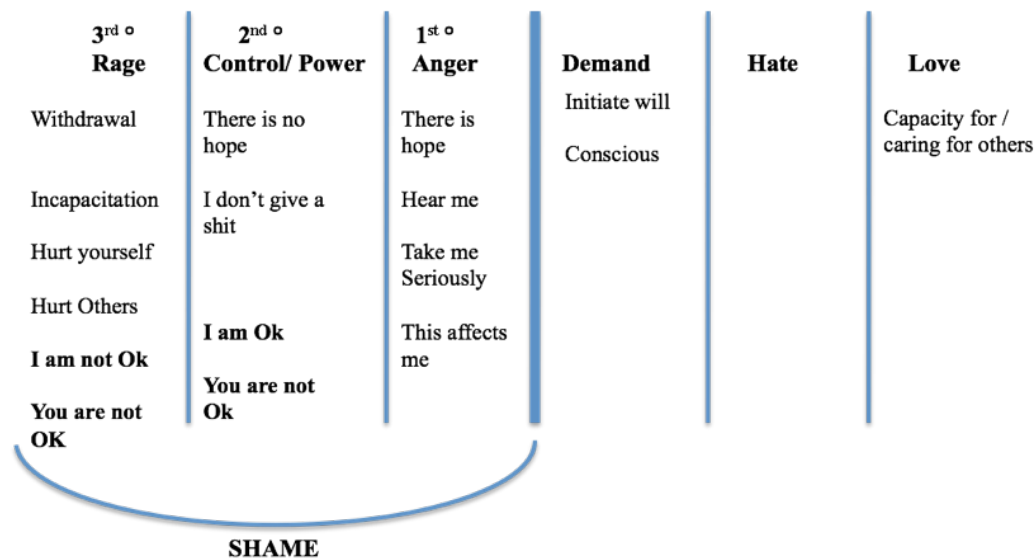 3rd °
Rage
Withdrawal
Incapacitation
Hurt yourself
Hurt Others
I am not Ok
You are not
OK
2nd °
Control/ Power
There is no
hope
I don’t give a
shit
I am Ok
You are not
Ok
1st °
Anger
There is
hope
Hear me
Take me
Seriously
This affects
me
Demand
Initiate will
Conscious
Hate
Love
Capacity for /
caring for others
SHAME